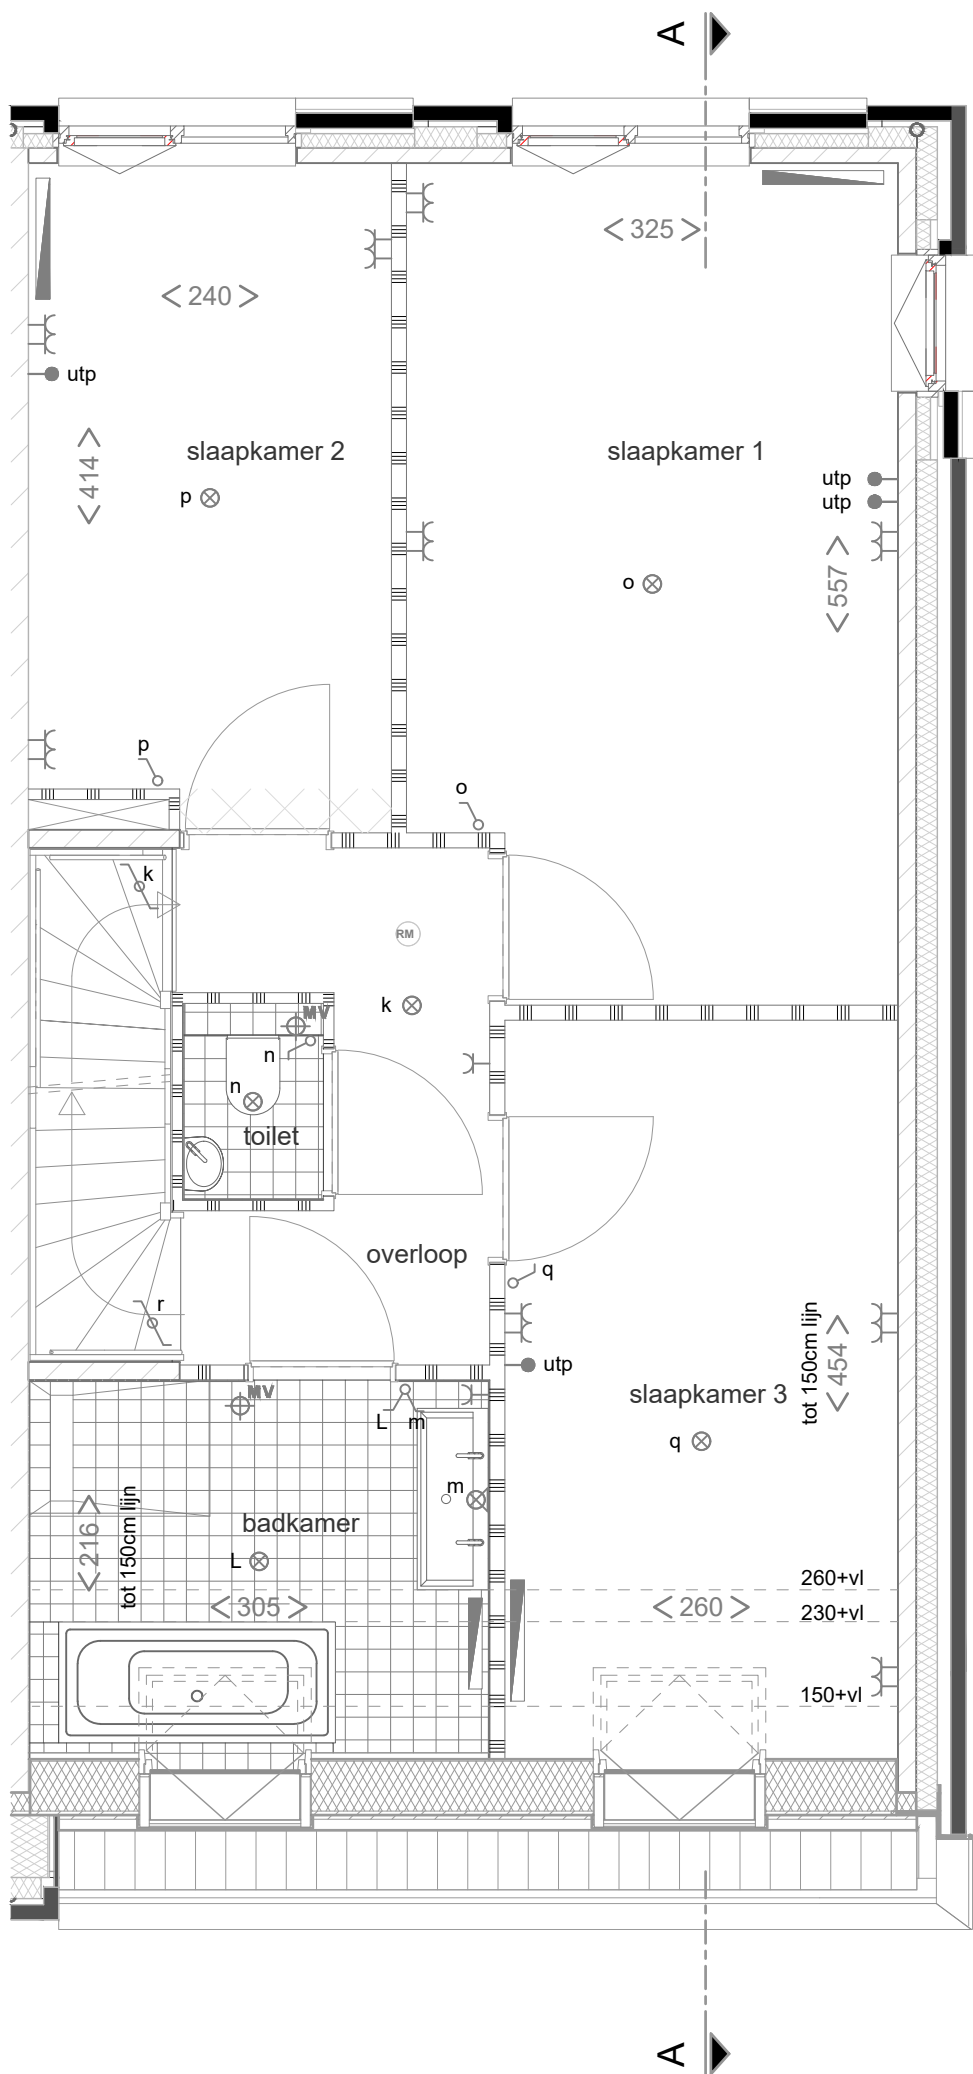 A
325
240
utp
414
slaapkamer 2
slaapkamer 1
p
utp
utp
o
557
p
o
k
RM
k
MV
n
n
toilet
overloop
q
r
utp
tot 150cm lijn
454
slaapkamer 3
MV
L m
q
m
216
tot 150cm lijn
badkamer
L
305
260
260+vl
230+vl
150+vl
A